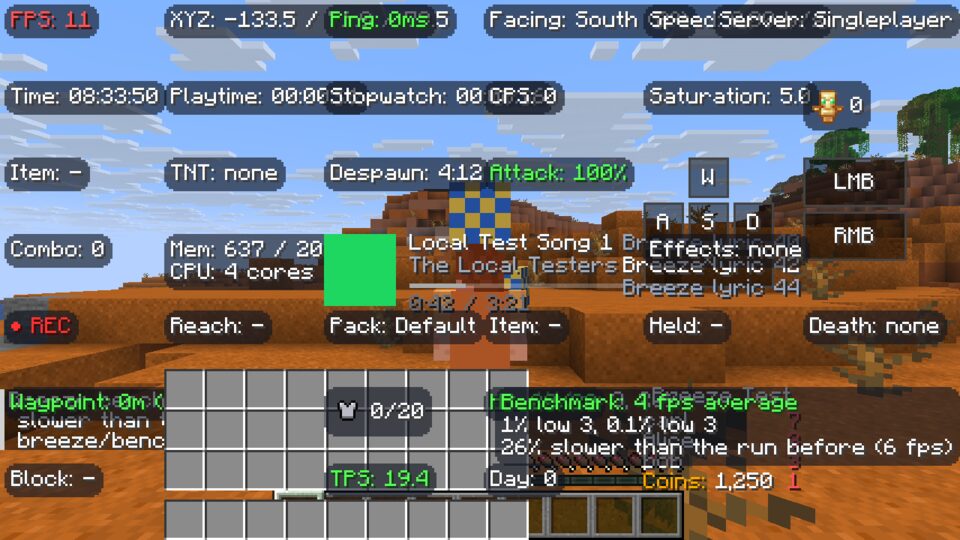 FPS: 11
XYZ: -133.5 /
Ping: 0ms
5
Facing: South
Speed
Server: Singleplayer
Time: 08:33:50
Playtime: 00:00
Stopwatch: 00
CPS: 0
Saturation: 5.0
0
Item: -
TNT: none
Despawn: 4:12
Attack: 100%
W
LMB
A
S
D
RMB
Combo: 0
Mem: 637 / 20
CPU: 4 cores
Local Test Song 1
The Local Testers
0:42 / 3:21
Breeze lyric
Effects: none
Breeze lyric 42
Breeze lyric 44
● REC
Reach: -
Pack: Default
Item: -
Held: -
Death: none
Waypoint: 0m
slower than
breeze/benc
0/20
Benchmark: 4 fps average
1% low 3, 0.1% low 3
26% slower than the run before (6 fps)
Block: -
TPS: 19.4
Day: 0
Coins: 1,250
1